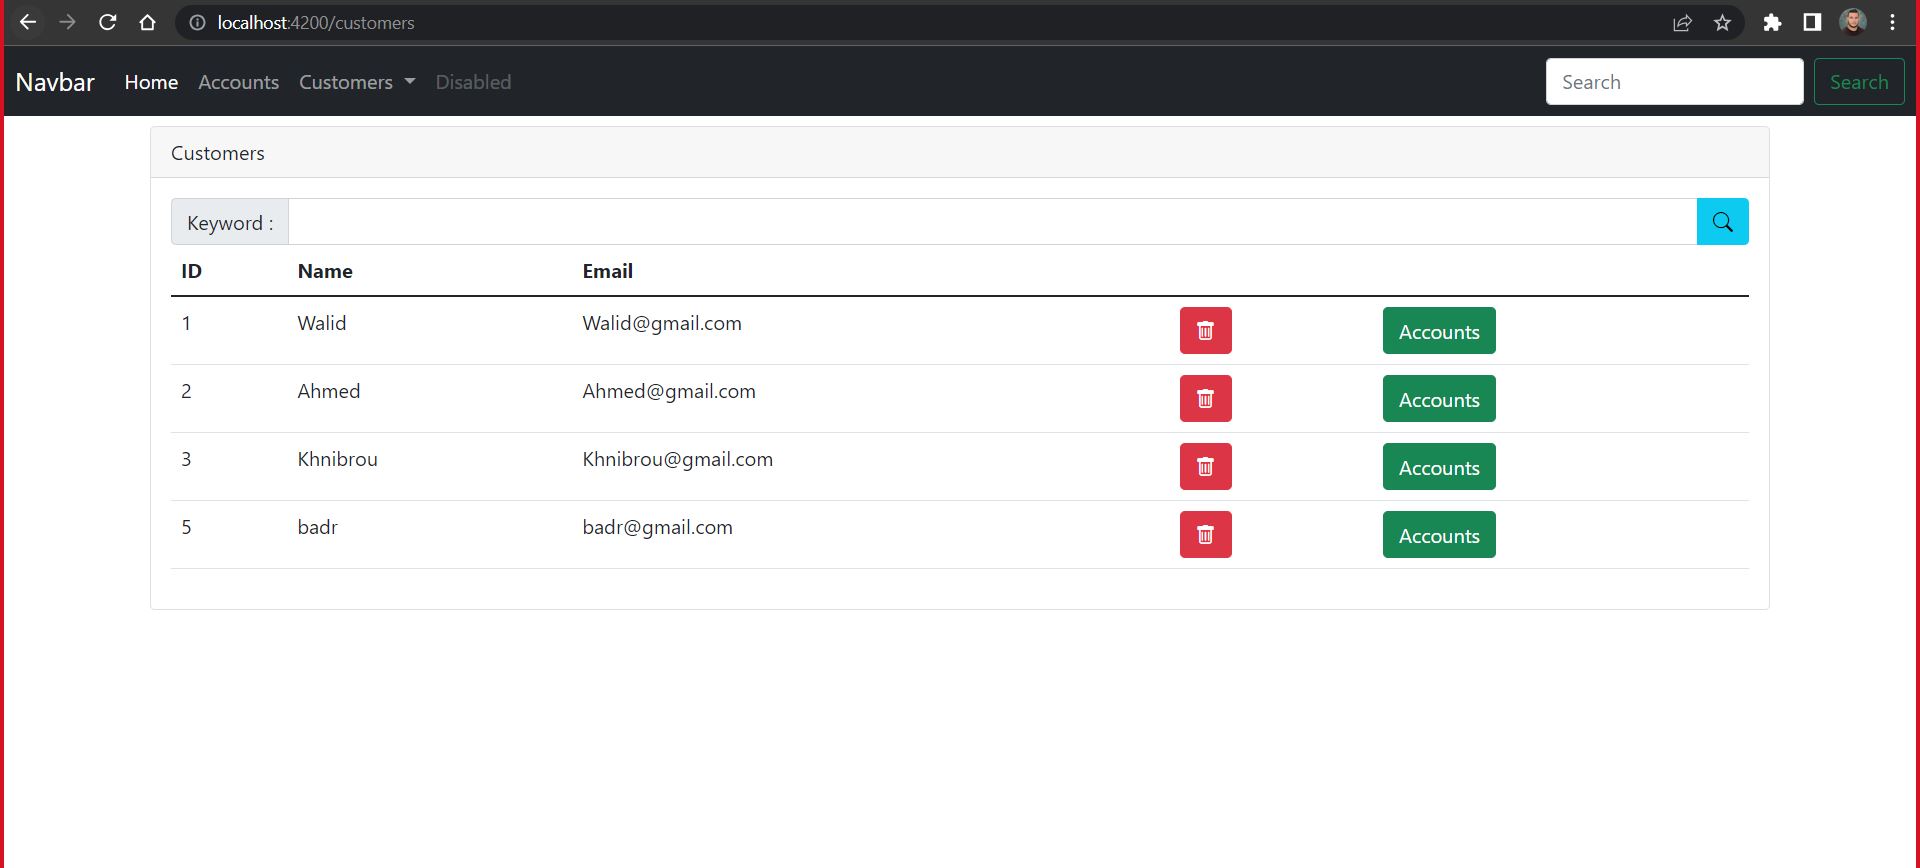 localhost:4200/customers
Navbar Home Accounts Customers Disabled Search Search
Customers
Keyword :
ID Name Email
1 Walid Walid@gmail.com Accounts
2 Ahmed Ahmed@gmail.com Accounts
3 Khnibrou Khnibrou@gmail.com Accounts
5 badr badr@gmail.com Accounts